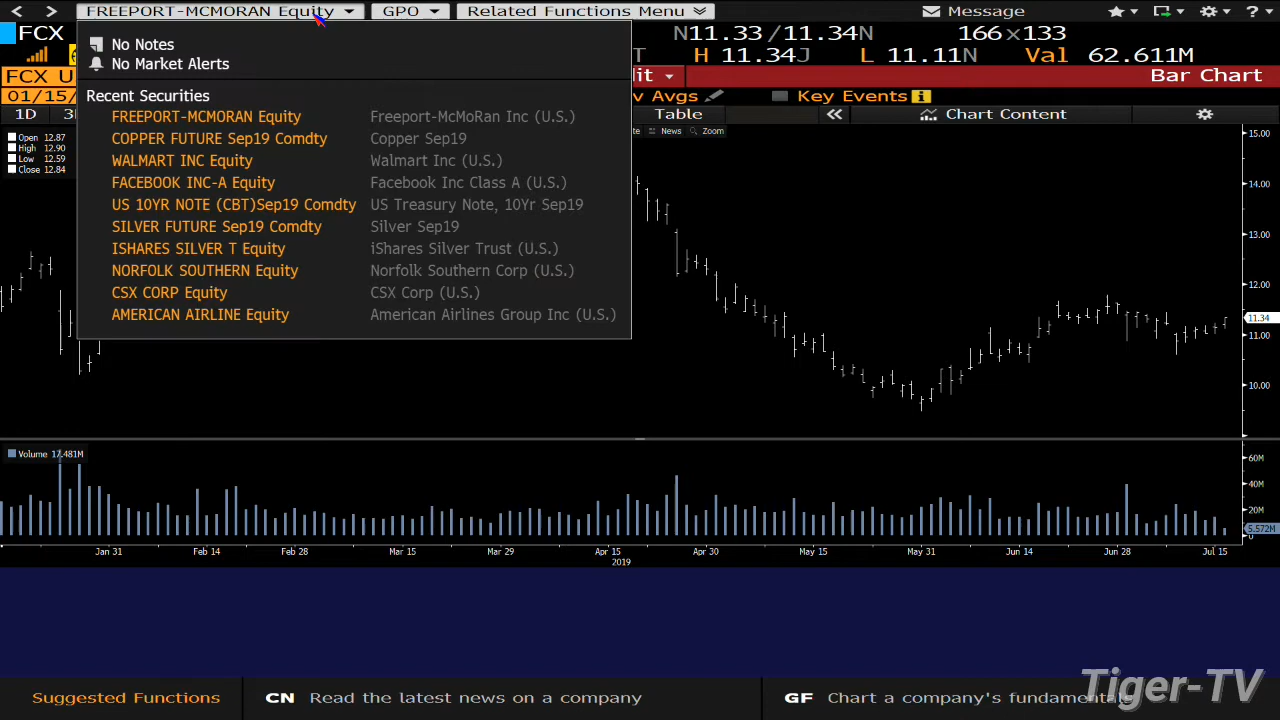 FREEPORT-MCMORAN Equity GPO Related Functions Menu Message
FCX N11.33/11.34N 166×133
T H 11.34J L 11.11N Val 62.611M
FCX U it Bar Chart
01/15/ v Avgs Key Events
1D 3 Table Chart Content
te News Zoom
No Notes
No Market Alerts
Recent Securities
FREEPORT-MCMORAN Equity Freeport-McMoRan Inc (U.S.)
COPPER FUTURE Sep19 Comdty Copper Sep19
WALMART INC Equity Walmart Inc (U.S.)
FACEBOOK INC-A Equity Facebook Inc Class A (U.S.)
US 10YR NOTE (CBT)Sep19 Comdty US Treasury Note, 10Yr Sep19
SILVER FUTURE Sep19 Comdty Silver Sep19
ISHARES SILVER T Equity iShares Silver Trust (U.S.)
NORFOLK SOUTHERN Equity Norfolk Southern Corp (U.S.)
CSX CORP Equity CSX Corp (U.S.)
AMERICAN AIRLINE Equity American Airlines Group Inc (U.S.)
Open 12.87
High 12.90
Low 12.59
Close 12.84
15.00
14.00
13.00
12.00
11.34
11.00
10.00
Volume 17.481M
60M
40M
20M
5.572M
0
Jan 31 Feb 14 Feb 28 Mar 15 Mar 29 Apr 15 Apr 30 May 15 May 31 Jun 14 Jun 28 Jul 15
2019
Suggested Functions CN Read the latest news on a company GF Chart a company's fundamentals
Tiger-TV